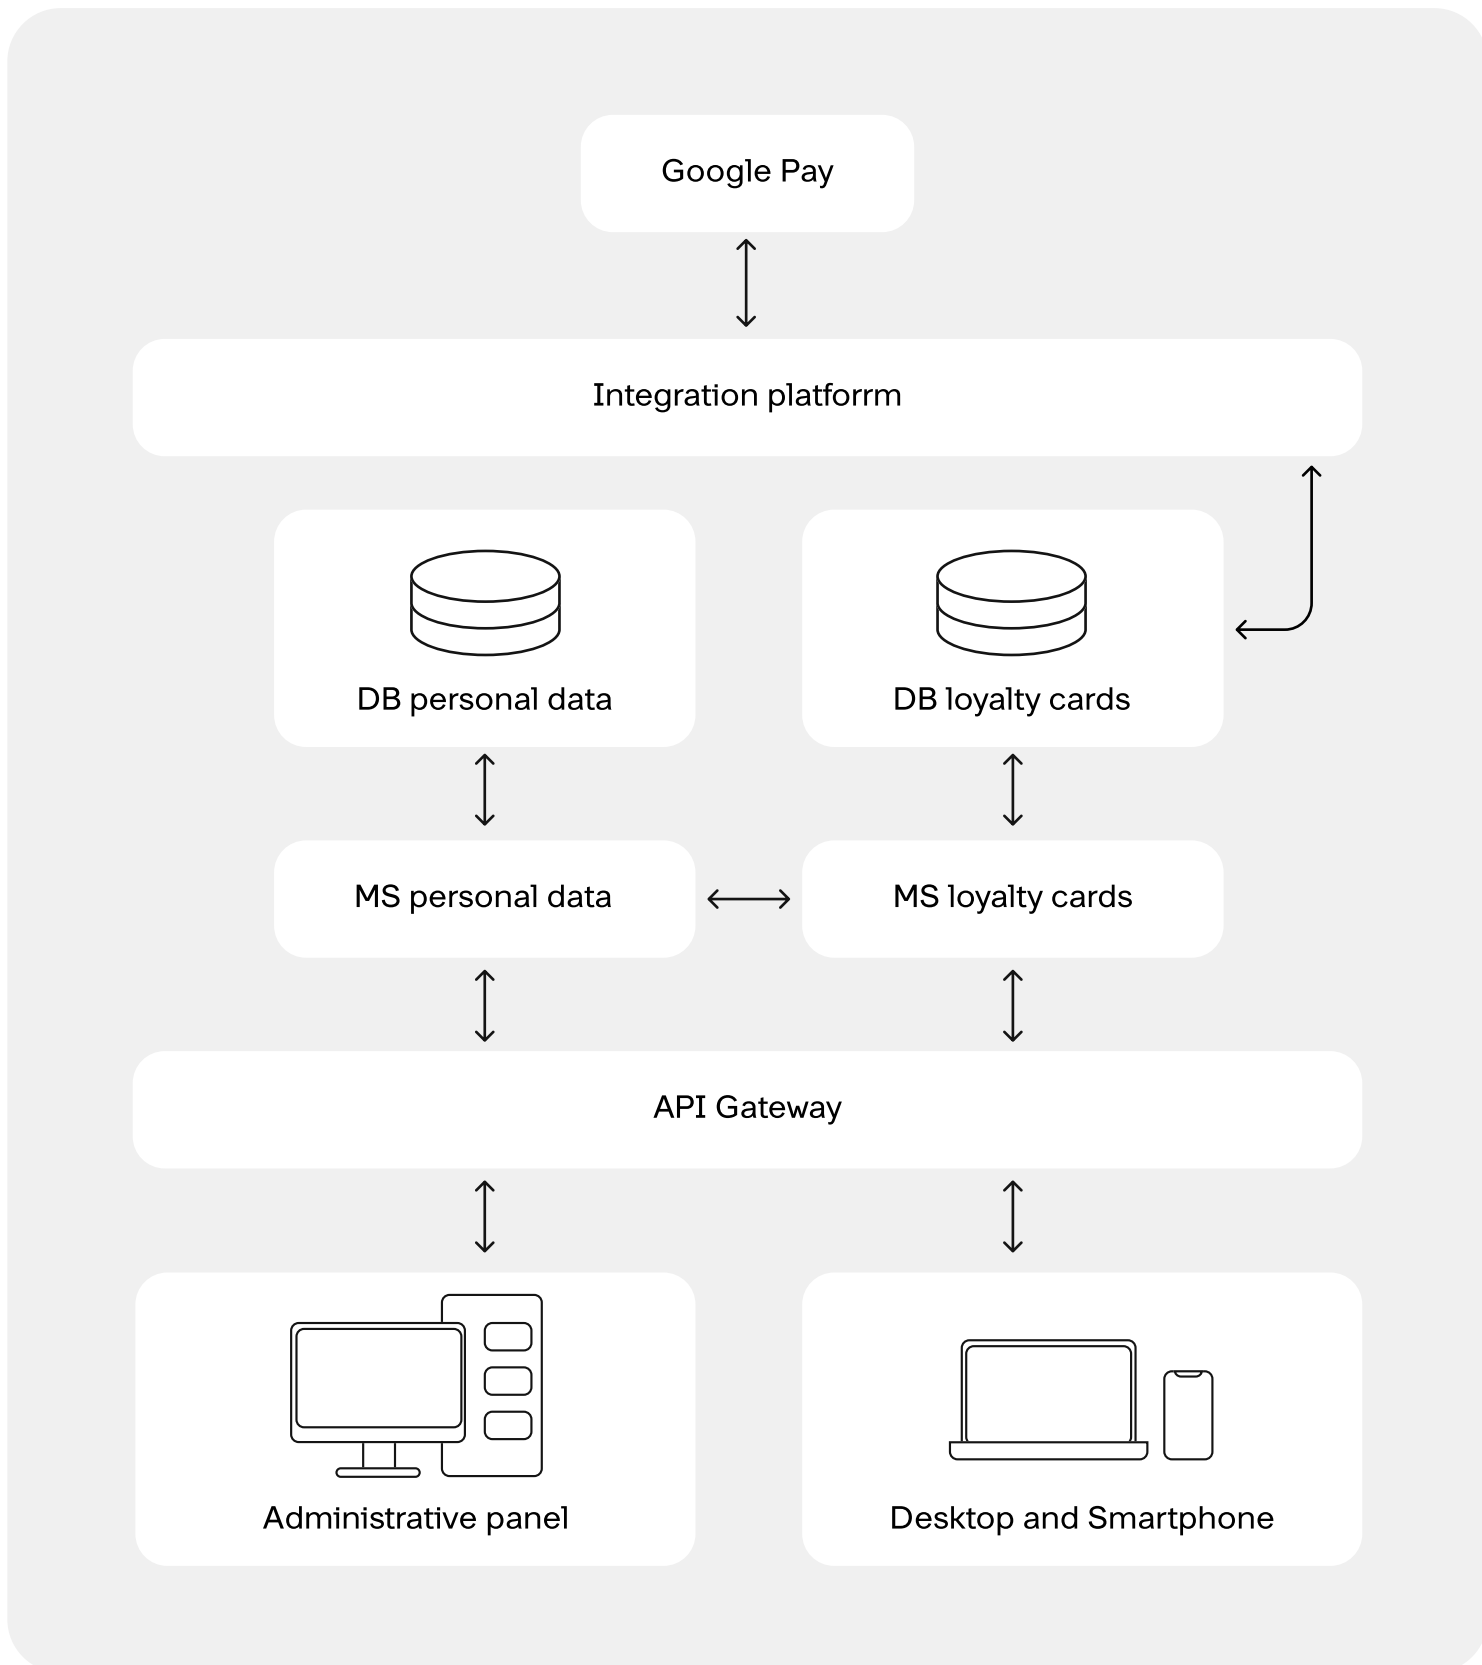 Google Pay
Integration platforrm
DB personal data
DB loyalty cards
MS personal data
MS loyalty cards
API Gateway
Administrative panel
Desktop and Smartphone